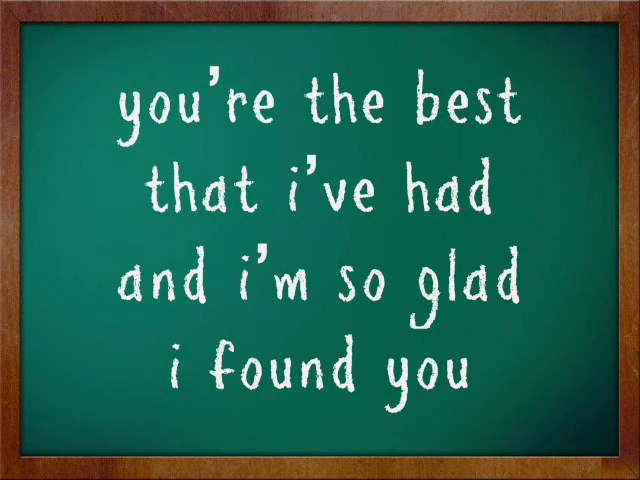 you're the best
that i've had
and i'm so glad
i found you